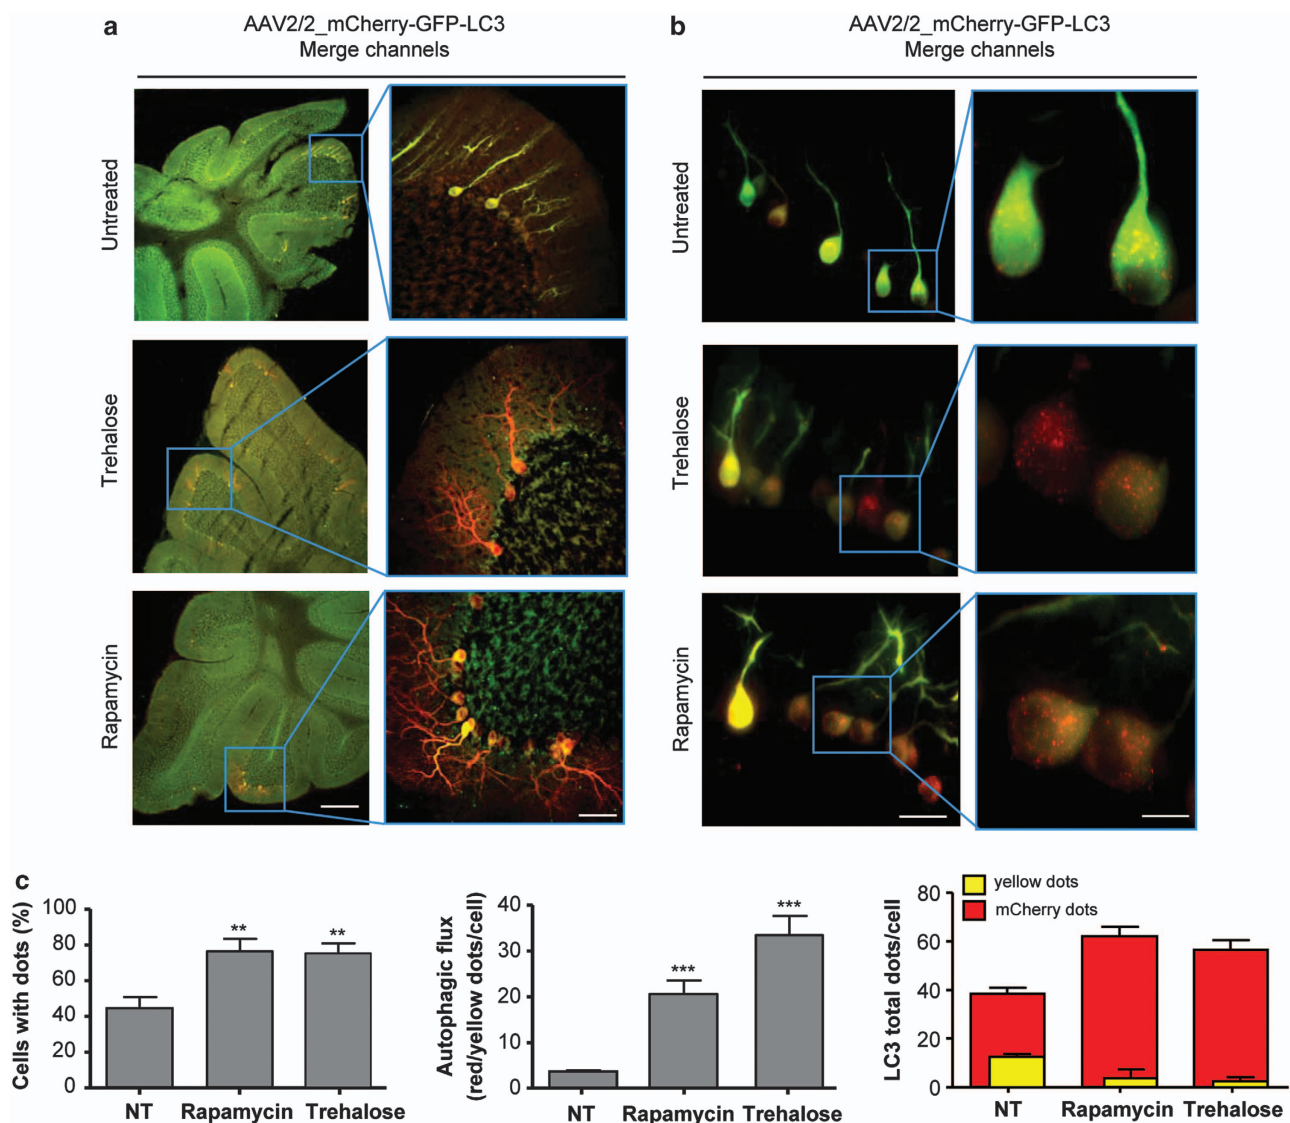 a
AAV2/2_mCherry-GFP-LC3
Merge channels
Untreated
Trehalose
Rapamycin
b
AAV2/2_mCherry-GFP-LC3
Merge channels
Untreated
Trehalose
Rapamycin
c
Cells with dots (%)
100
80
60
40
20
0
**
**
NT
Rapamycin
Trehalose
Autophagic flux
(red/yellow dots/cell)
40
30
20
10
0
***
***
NT
Rapamycin
Trehalose
yellow dots
mCherry dots
LC3 total dots/cell
80
60
40
20
0
NT
Rapamycin
Trehalose